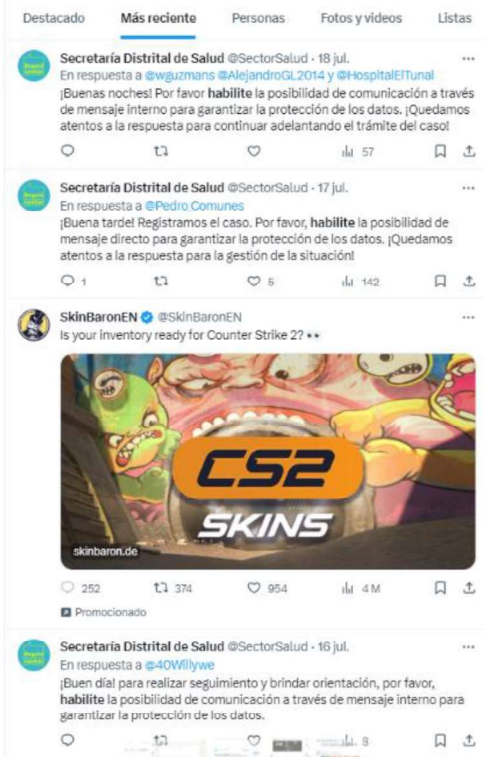 Destacado Más reciente Personas Fotos y videos Listas
Secretaría Distrital de Salud @SectorSalud · 18 jul.
En respuesta a @wguzmans @AlejandroGL2014 y @HospitalElTunal
¡Buenas noches! Por favor habilite la posibilidad de comunicación a través
de mensaje interno para garantizar la protección de los datos. ¡Quedamos
atentos a la respuesta para continuar adelantando el trámite del caso!
57
Secretaría Distrital de Salud @SectorSalud · 17 jul.
En respuesta a @Pedro_Comunes
¡Buena tarde! Registramos el caso. Por favor, habilite la posibilidad de
mensaje directo para garantizar la protección de los datos. ¡Quedamos
atentos a la respuesta para la gestión de la situación!
1 5 142
SkinBaronEN @SkinBaronEN
Is your inventory ready for Counter Strike 2? 👀
CS2
SKINS
skinbaron.de
252 374 954 4 M
Promocionado
Secretaría Distrital de Salud @SectorSalud · 16 jul.
En respuesta a @40Willywe
¡Buen día! para realizar seguimiento y brindar orientación, por favor,
habilite la posibilidad de comunicación a través de mensaje interno para
garantizar la protección de los datos.
8